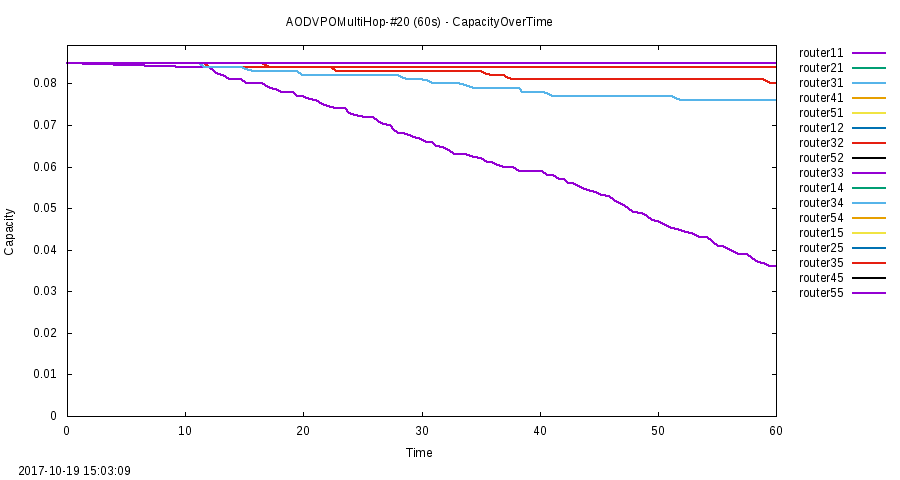 AODVPOMultiHop-#20 (60s) - CapacityOverTime
Capacity
0.08
0.07
0.06
0.05
0.04
0.03
0.02
0.01
0
0 10 20 30 40 50 60
Time
router11
router21
router31
router41
router51
router12
router32
router52
router33
router14
router34
router54
router15
router25
router35
router45
router55
2017-10-19 15:03:09